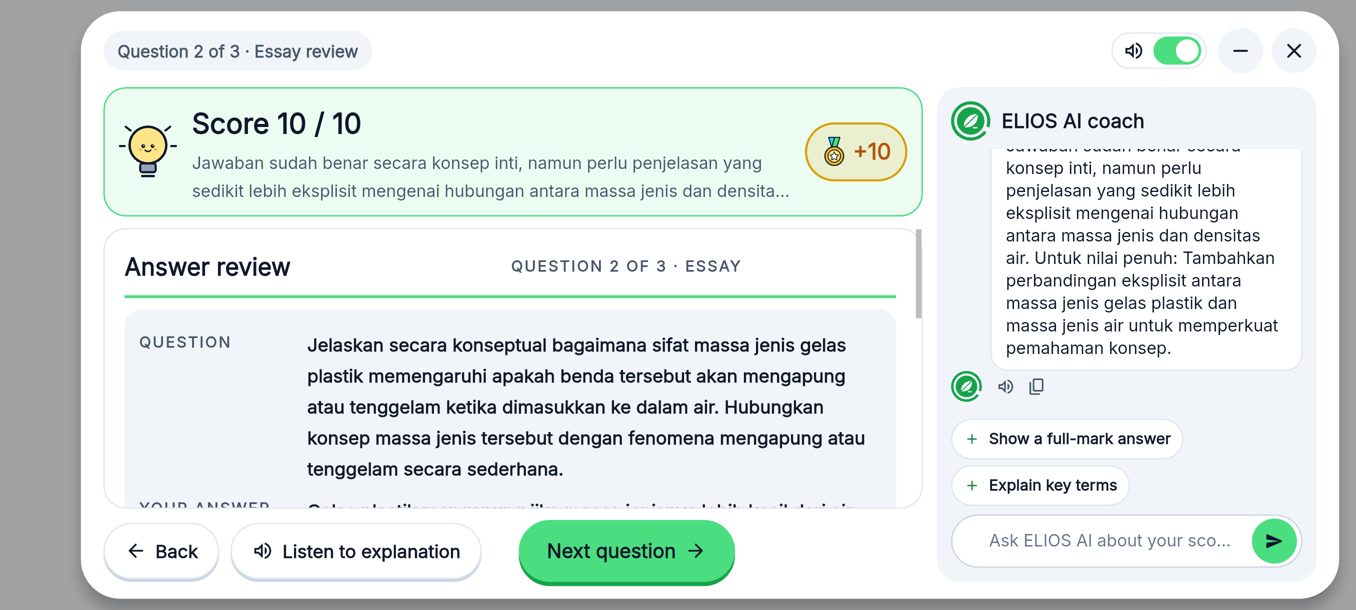 Question 2 of 3 · Essay review
Score 10 / 10
Jawaban sudah benar secara konsep inti, namun perlu penjelasan yang
sedikit lebih eksplisit mengenai hubungan antara massa jenis dan densita...
+10
Answer review
QUESTION 2 OF 3 · ESSAY
QUESTION
Jelaskan secara konseptual bagaimana sifat massa jenis gelas
plastik memengaruhi apakah benda tersebut akan mengapung
atau tenggelam ketika dimasukkan ke dalam air. Hubungkan
konsep massa jenis tersebut dengan fenomena mengapung atau
tenggelam secara sederhana.
YOUR ANSWER
Back
Listen to explanation
Next question
ELIOS AI coach
Jawaban sudah benar secara
konsep inti, namun perlu
penjelasan yang sedikit lebih
eksplisit mengenai hubungan
antara massa jenis dan densitas
air. Untuk nilai penuh: Tambahkan
perbandingan eksplisit antara
massa jenis gelas plastik dan
massa jenis air untuk memperkuat
pemahaman konsep.
+ Show a full-mark answer
+ Explain key terms
Ask ELIOS AI about your sco...